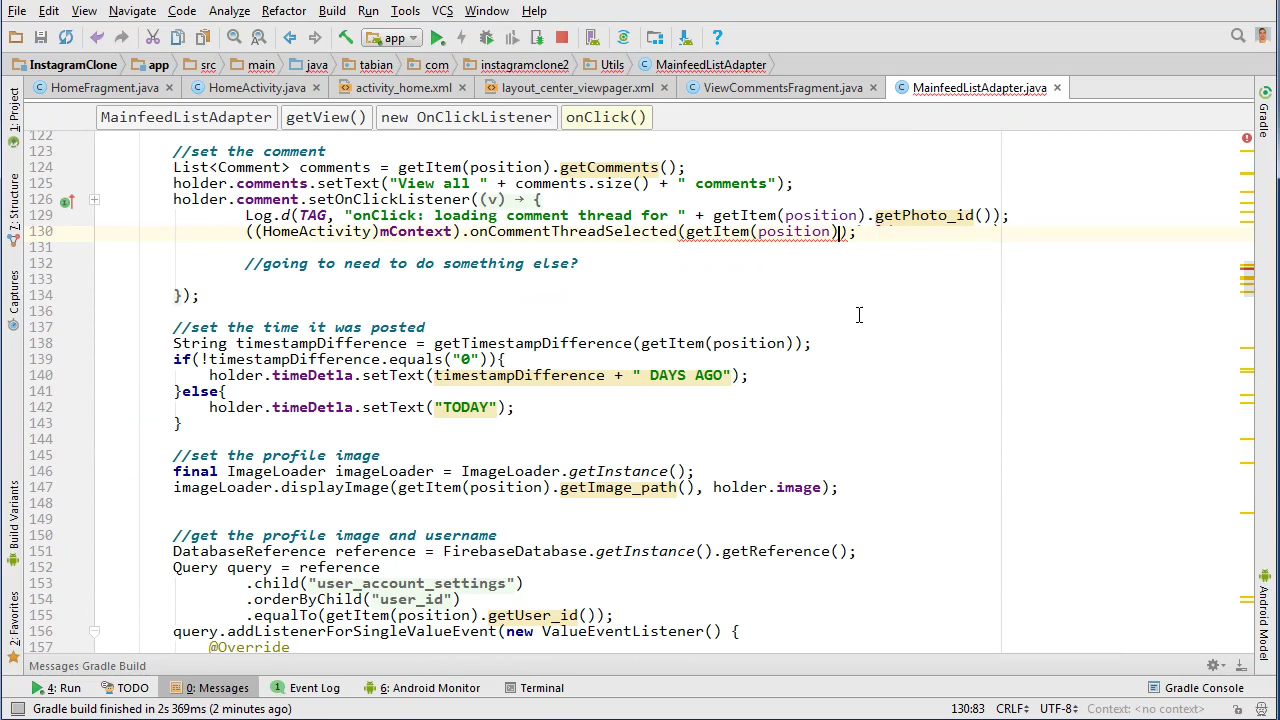 File Edit View Navigate Code Analyze Refactor Build Run Tools VCS Window Help
app
InstagramClone app src main java tabian com instagramclone2 Utils MainfeedListAdapter
HomeFragment.java HomeActivity.java activity_home.xml layout_center_viewpager.xml ViewCommentsFragment.java MainfeedListAdapter.java
MainfeedListAdapter getView() new OnClickListener onClick()
1: Project
7: Structure
Captures
Build Variants
2: Favorites
Gradle
Android Model
122
123 //set the comment
124 List<Comment> comments = getItem(position).getComments();
125 holder.comments.setText("View all " + comments.size() + " comments");
126 holder.comment.setOnClickListener((v) → {
129 Log.d(TAG, "onClick: loading comment thread for " + getItem(position).getPhoto_id());
130 ((HomeActivity)mContext).onCommentThreadSelected(getItem(position));
131
132 //going to need to do something else?
133
134 });
136
137 //set the time it was posted
138 String timestampDifference = getTimestampDifference(getItem(position));
139 if(!timestampDifference.equals("0")){
140 holder.timeDetla.setText(timestampDifference + " DAYS AGO");
141 }else{
142 holder.timeDetla.setText("TODAY");
143 }
144
145 //set the profile image
146 final ImageLoader imageLoader = ImageLoader.getInstance();
147 imageLoader.displayImage(getItem(position).getImage_path(), holder.image);
148
149
150 //get the profile image and username
151 DatabaseReference reference = FirebaseDatabase.getInstance().getReference();
152 Query query = reference
153 .child("user_account_settings")
154 .orderByChild("user_id")
155 .equalTo(getItem(position).getUser_id());
156 query.addListenerForSingleValueEvent(new ValueEventListener() {
157 @Override
Messages Gradle Build
4: Run TODO 0: Messages Event Log 6: Android Monitor Terminal Gradle Console
Gradle build finished in 2s 369ms (2 minutes ago) 130:83 CRLF UTF-8 Context: <no context>